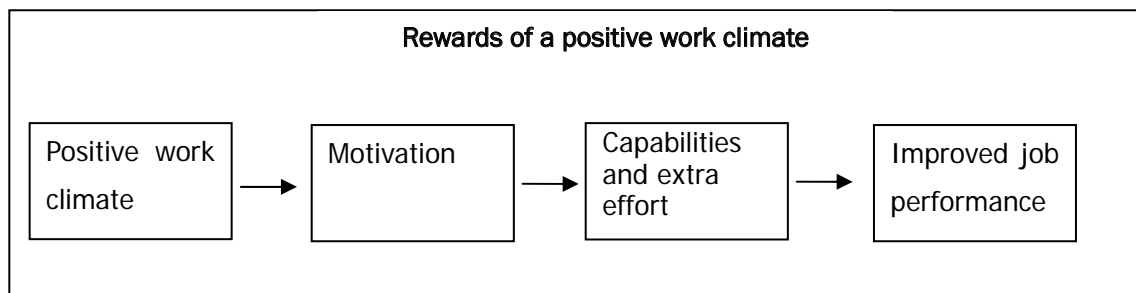 Rewards of a positive work climate
Positive work
climate
Motivation
Capabilities
and extra
effort
Improved job
performance